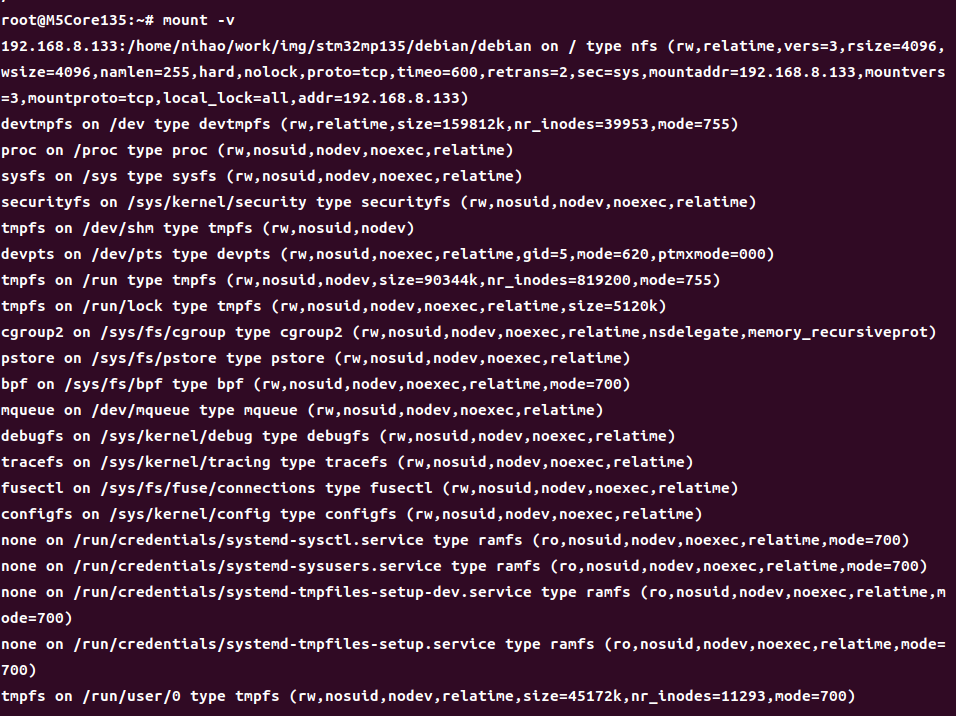 root@M5Core135:~# mount -v
192.168.8.133:/home/nihao/work/img/stm32mp135/debian/debian on / type nfs (rw,relatime,vers=3,rsize=4096,
wsize=4096,namlen=255,hard,nolock,proto=tcp,timeo=600,retrans=2,sec=sys,mountaddr=192.168.8.133,mountvers
=3,mountproto=tcp,local_lock=all,addr=192.168.8.133)
devtmpfs on /dev type devtmpfs (rw,relatime,size=159812k,nr_inodes=39953,mode=755)
proc on /proc type proc (rw,nosuid,nodev,noexec,relatime)
sysfs on /sys type sysfs (rw,nosuid,nodev,noexec,relatime)
securityfs on /sys/kernel/security type securityfs (rw,nosuid,nodev,noexec,relatime)
tmpfs on /dev/shm type tmpfs (rw,nosuid,nodev)
devpts on /dev/pts type devpts (rw,nosuid,noexec,relatime,gid=5,mode=620,ptmxmode=000)
tmpfs on /run type tmpfs (rw,nosuid,nodev,size=90344k,nr_inodes=819200,mode=755)
tmpfs on /run/lock type tmpfs (rw,nosuid,nodev,noexec,relatime,size=5120k)
cgroup2 on /sys/fs/cgroup type cgroup2 (rw,nosuid,nodev,noexec,relatime,nsdelegate,memory_recursiveprot)
pstore on /sys/fs/pstore type pstore (rw,nosuid,nodev,noexec,relatime)
bpf on /sys/fs/bpf type bpf (rw,nosuid,nodev,noexec,relatime,mode=700)
mqueue on /dev/mqueue type mqueue (rw,nosuid,nodev,noexec,relatime)
debugfs on /sys/kernel/debug type debugfs (rw,nosuid,nodev,noexec,relatime)
tracefs on /sys/kernel/tracing type tracefs (rw,nosuid,nodev,noexec,relatime)
fusectl on /sys/fs/fuse/connections type fusectl (rw,nosuid,nodev,noexec,relatime)
configfs on /sys/kernel/config type configfs (rw,nosuid,nodev,noexec,relatime)
none on /run/credentials/systemd-sysctl.service type ramfs (ro,nosuid,nodev,noexec,relatime,mode=700)
none on /run/credentials/systemd-sysusers.service type ramfs (ro,nosuid,nodev,noexec,relatime,mode=700)
none on /run/credentials/systemd-tmpfiles-setup-dev.service type ramfs (ro,nosuid,nodev,noexec,relatime,m
ode=700)
none on /run/credentials/systemd-tmpfiles-setup.service type ramfs (ro,nosuid,nodev,noexec,relatime,mode=
700)
tmpfs on /run/user/0 type tmpfs (rw,nosuid,nodev,relatime,size=45172k,nr_inodes=11293,mode=700)